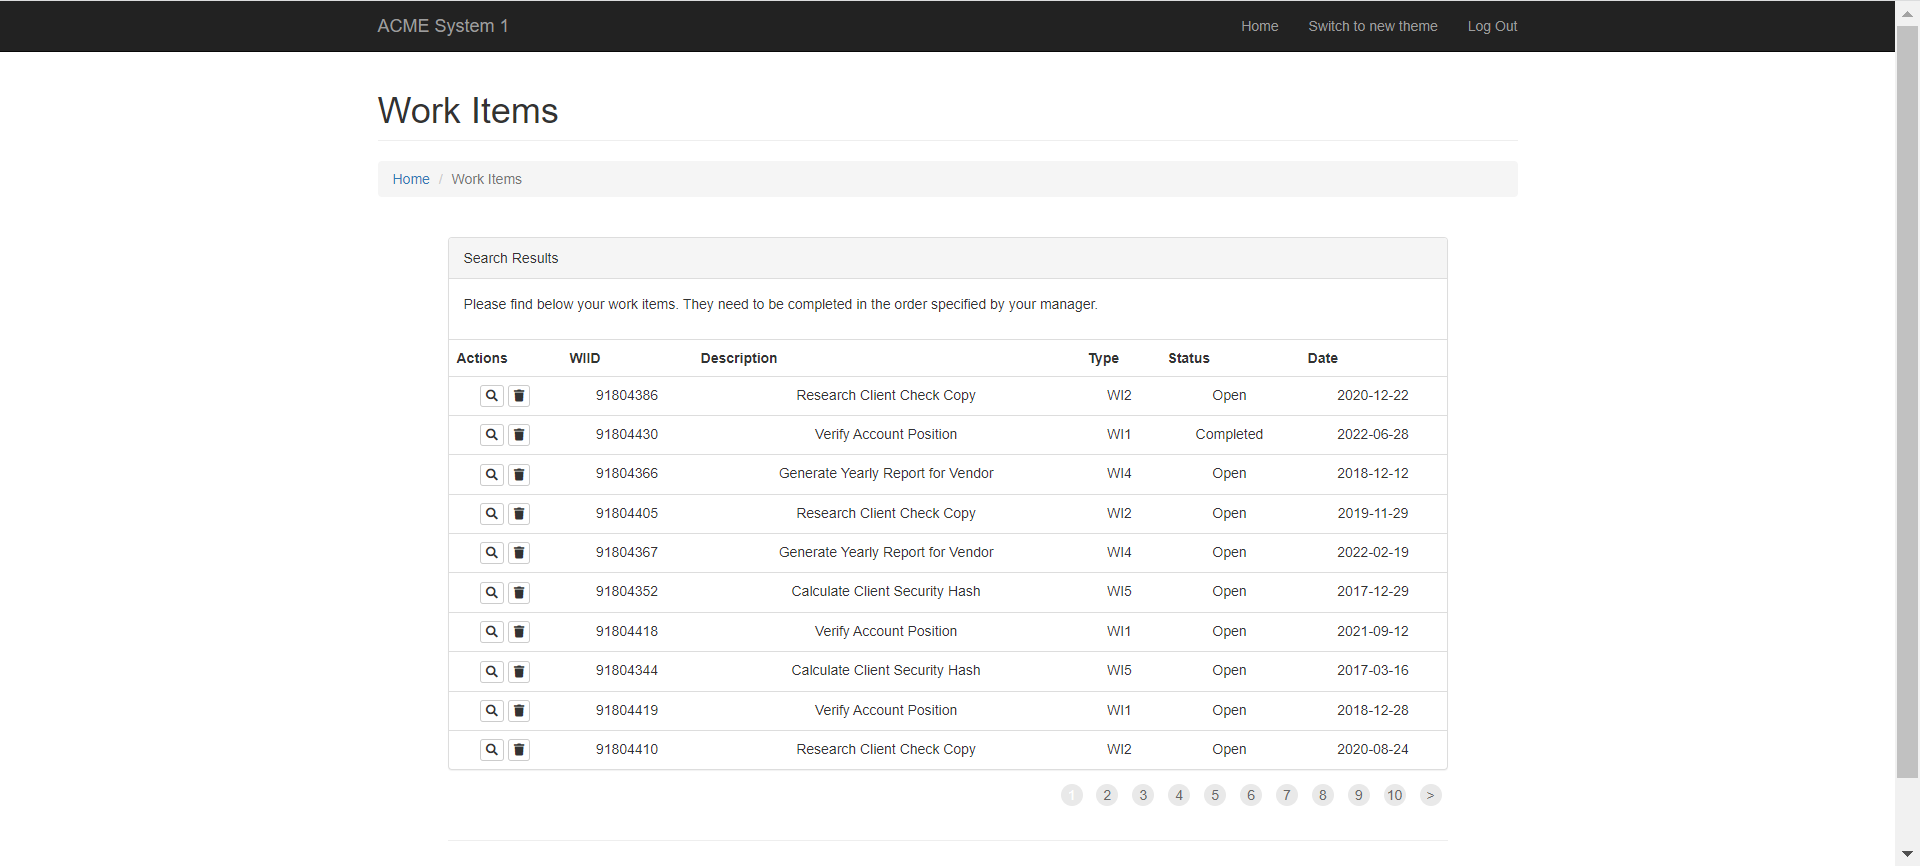 ACME System 1 Home Switch to new theme Log Out
Work Items
Home / Work Items
Search Results
Please find below your work items. They need to be completed in the order specified by your manager.
Actions WIID Description Type Status Date
91804386 Research Client Check Copy WI2 Open 2020-12-22
91804430 Verify Account Position WI1 Completed 2022-06-28
91804366 Generate Yearly Report for Vendor WI4 Open 2018-12-12
91804405 Research Client Check Copy WI2 Open 2019-11-29
91804367 Generate Yearly Report for Vendor WI4 Open 2022-02-19
91804352 Calculate Client Security Hash WI5 Open 2017-12-29
91804418 Verify Account Position WI1 Open 2021-09-12
91804344 Calculate Client Security Hash WI5 Open 2017-03-16
91804419 Verify Account Position WI1 Open 2018-12-28
91804410 Research Client Check Copy WI2 Open 2020-08-24
1 2 3 4 5 6 7 8 9 10 >